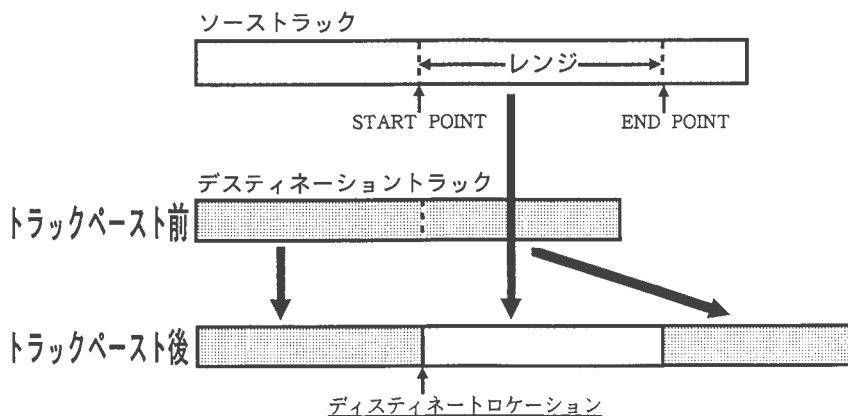 ソーストラック
レンジ
START POINT
END POINT
デスティネーショントラック
トラックペースト前
トラックペースト後
ディスティネートロケーション